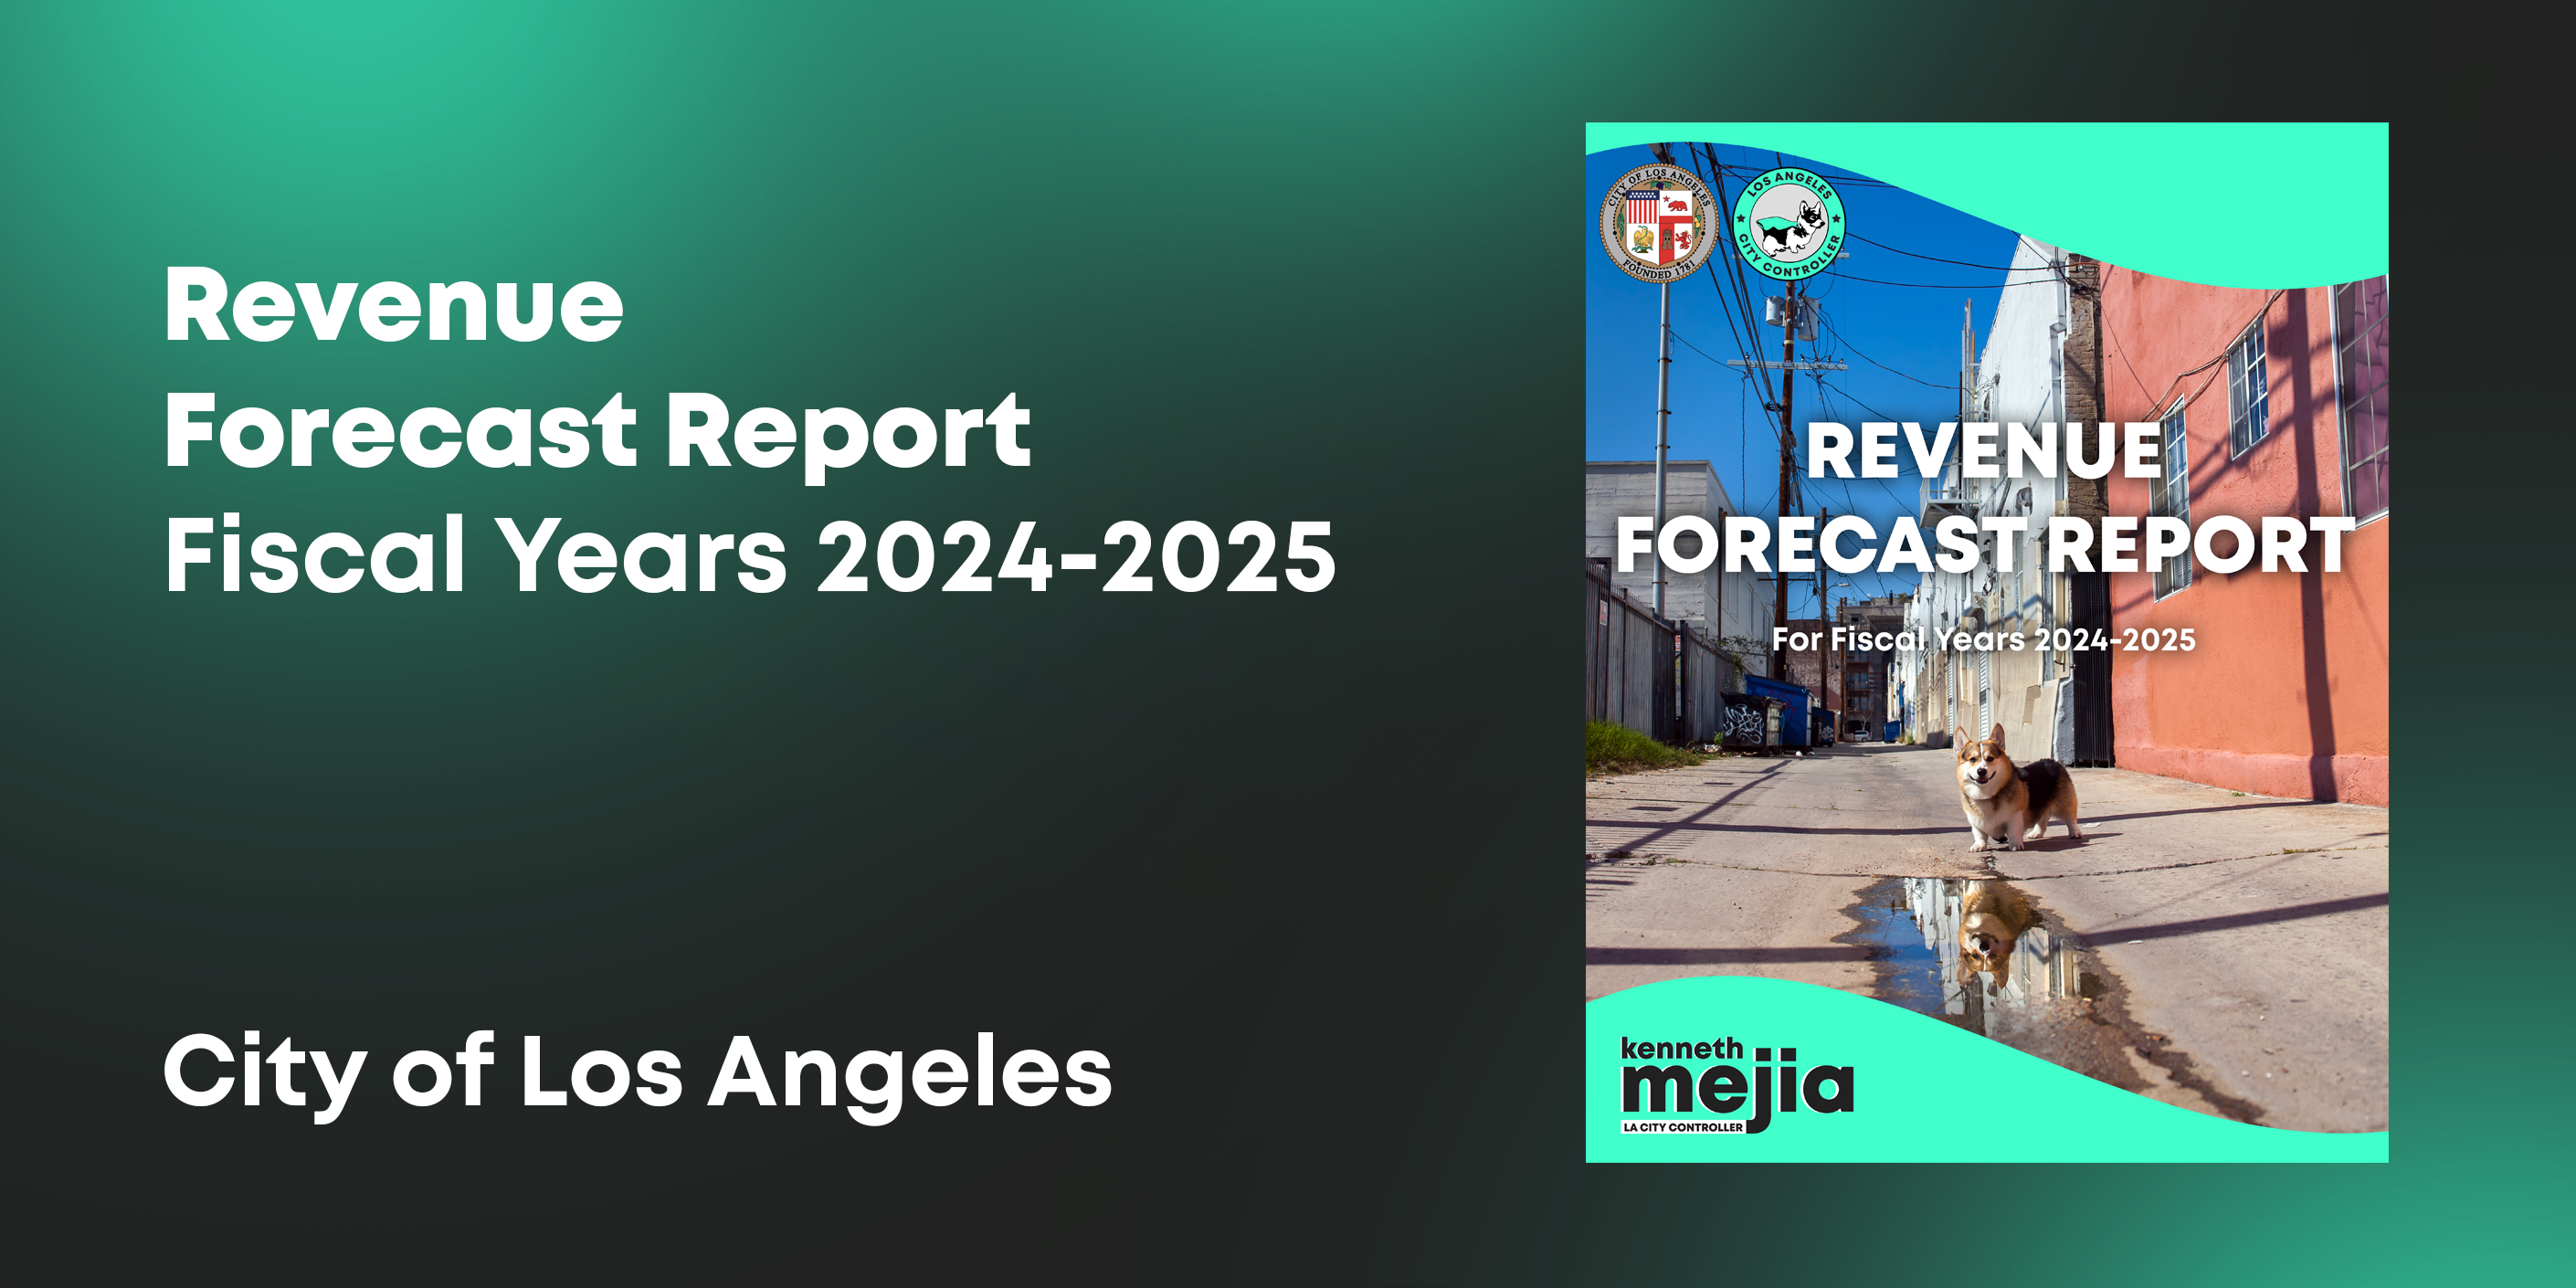 Revenue
Forecast Report
Fiscal Years 2024-2025
City of Los Angeles
CITY OF LOS ANGELES
FOUNDED 1781
LOS ANGELES
CITY CONTROLLER
REVENUE
FORECAST REPORT
For Fiscal Years 2024-2025
kenneth
mejia
LA CITY CONTROLLER